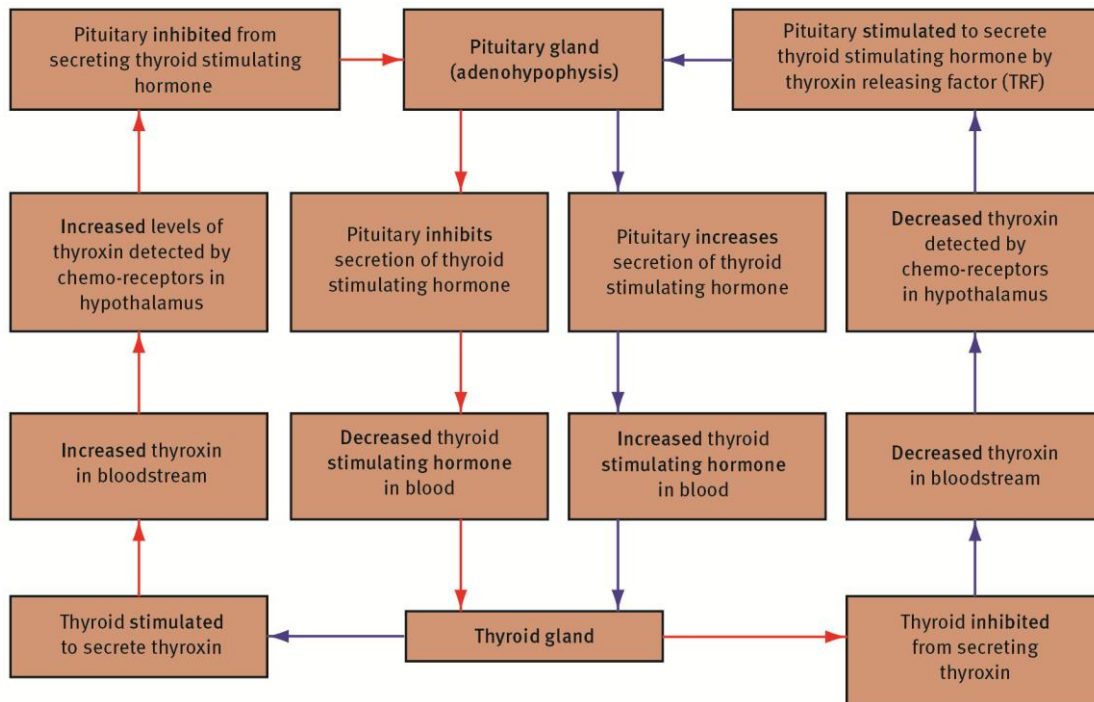 Pituitary inhibited from
secreting thyroid stimulating
hormone
Pituitary gland
(adenohypophysis)
Pituitary stimulated to secrete
thyroid stimulating hormone by
thyroxin releasing factor (TRF)
Increased levels of
thyroxin detected by
chemo-receptors in
hypothalamus
Pituitary inhibits
secretion of thyroid
stimulating hormone
Pituitary increases
secretion of thyroid
stimulating hormone
Decreased thyroxin
detected by
chemo-receptors
in hypothalamus
Increased thyroxin
in bloodstream
Decreased thyroid
stimulating hormone
in blood
Increased thyroid
stimulating hormone
in blood
Decreased thyroxin
in bloodstream
Thyroid stimulated
to secrete thyroxin
Thyroid gland
Thyroid inhibited
from secreting
thyroxin